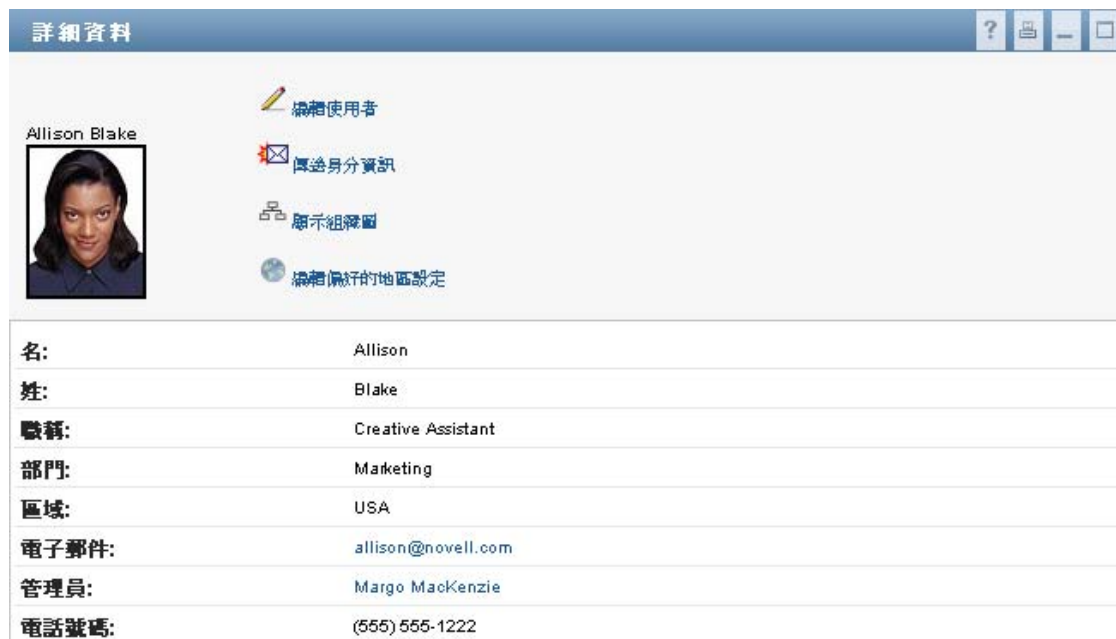 詳細資料
?
Allison Blake
編輯使用者
傳送身分資訊
顯示組織圖
編輯偏好的地區設定
名: Allison
姓: Blake
職稱: Creative Assistant
部門: Marketing
區域: USA
電子郵件: allison@novell.com
管理員: Margo MacKenzie
電話號碼: (555) 555-1222